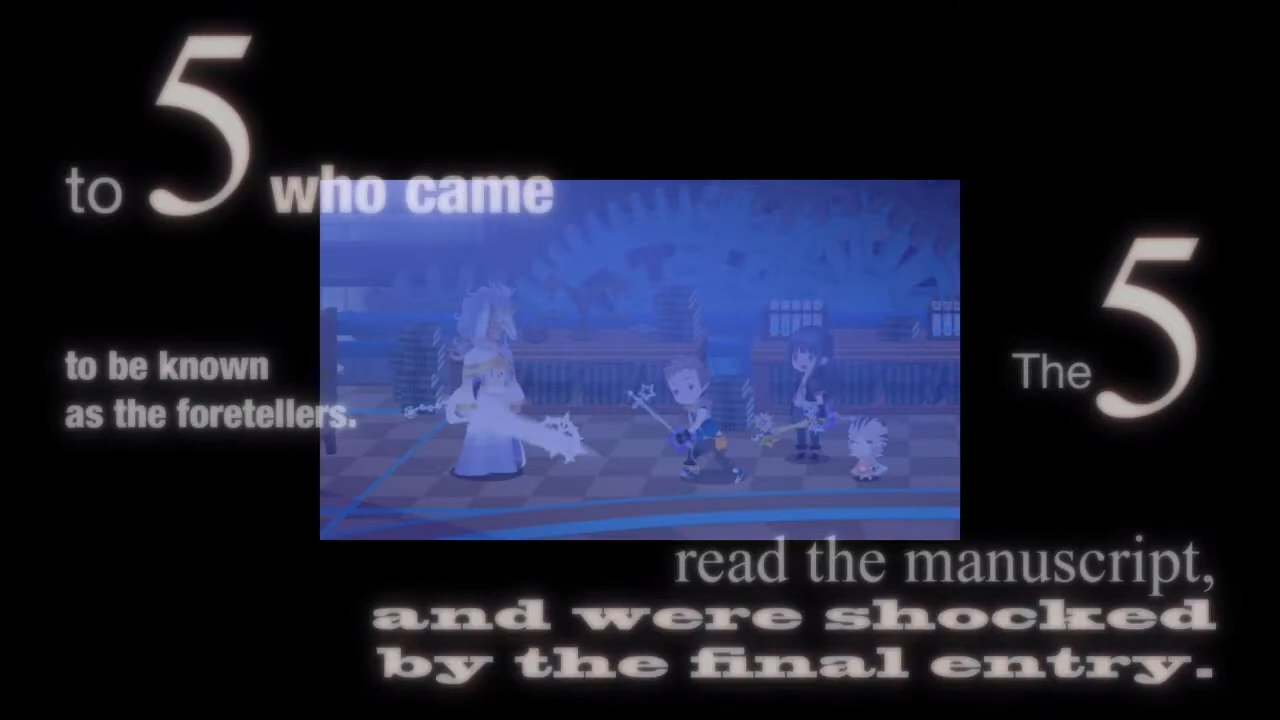 to 5 who came
to be known
as the foretellers.
The 5
read the manuscript,
and were shocked
by the final entry.